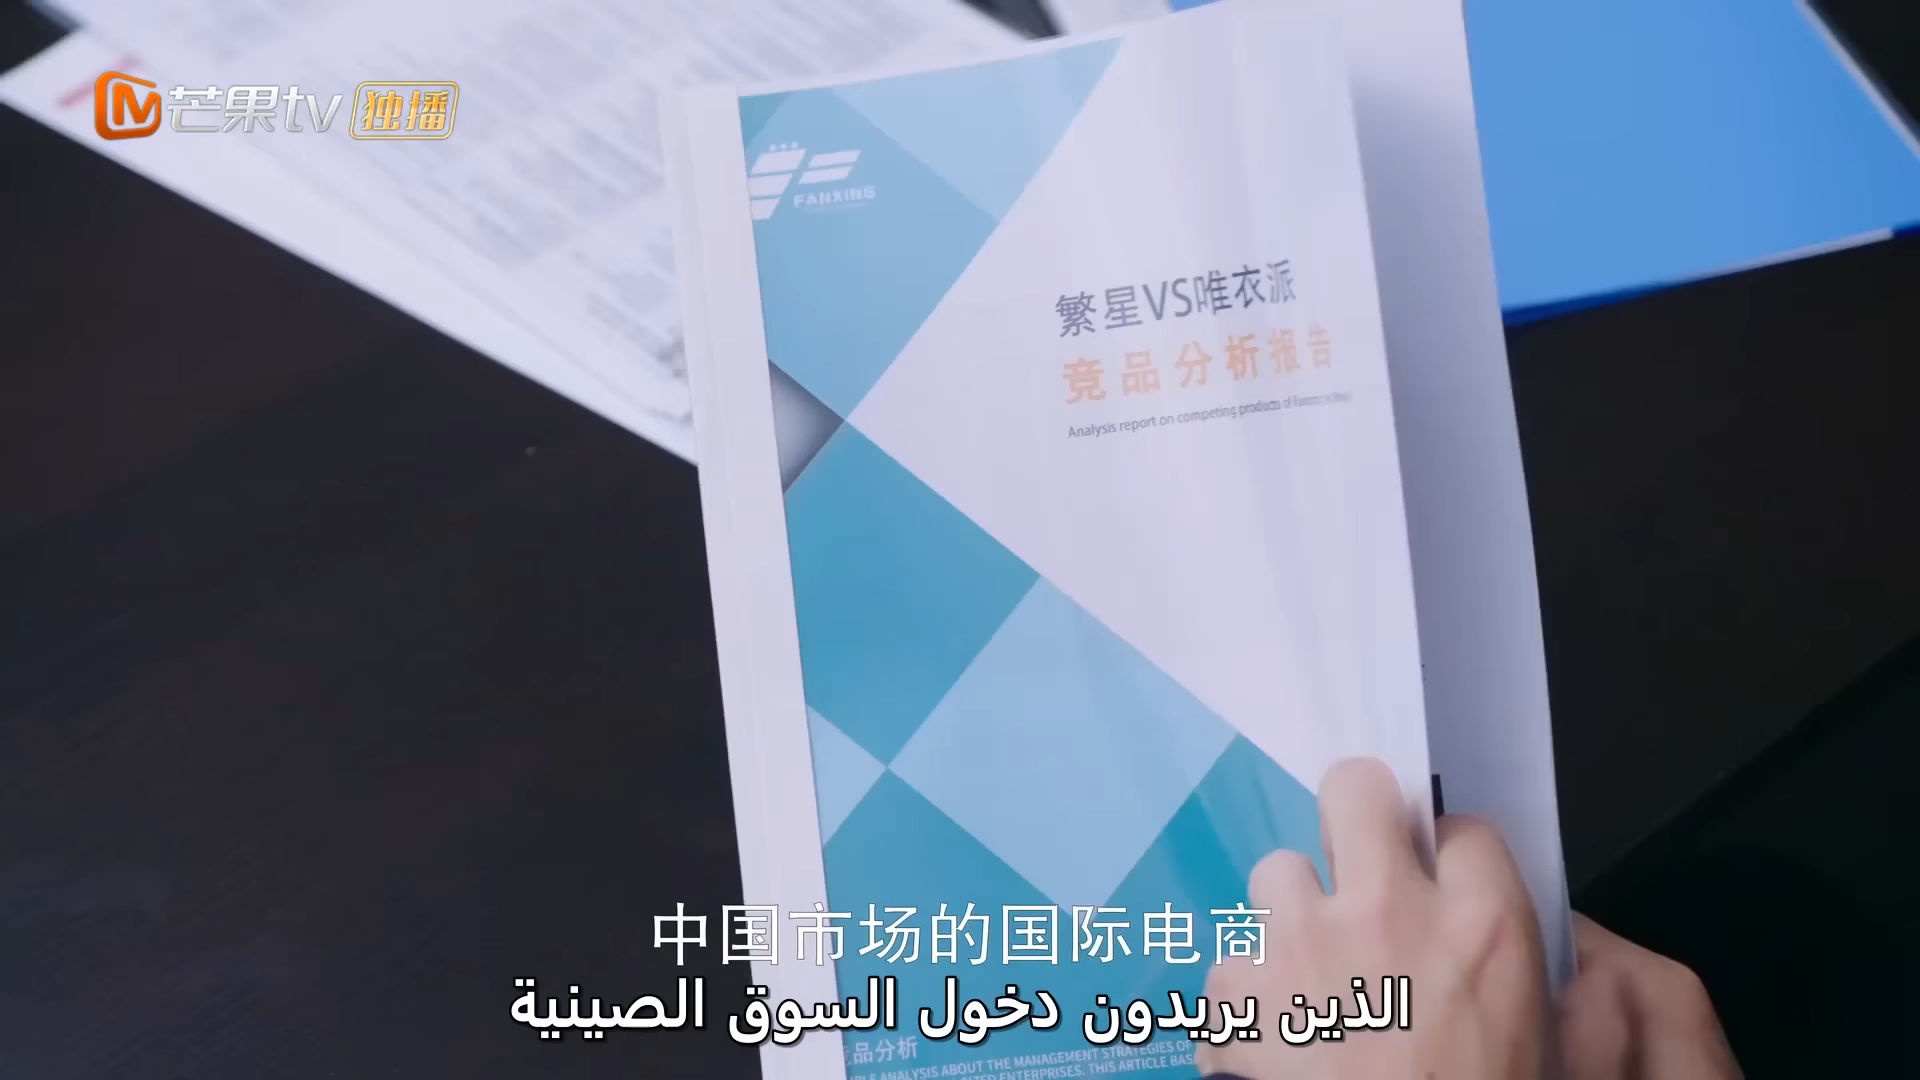 芒果tv 独播
FANXING
繁星VS唯衣派
竞品分析报告
Analysis report on competing products of
中国市场的国际电商
الذين يريدون دخول السوق الصينية
品分析
ANALYSIS ABOUT THE MANAGEMENT STRATEGIES OF
ENTERPRISES. THIS ARTICLE